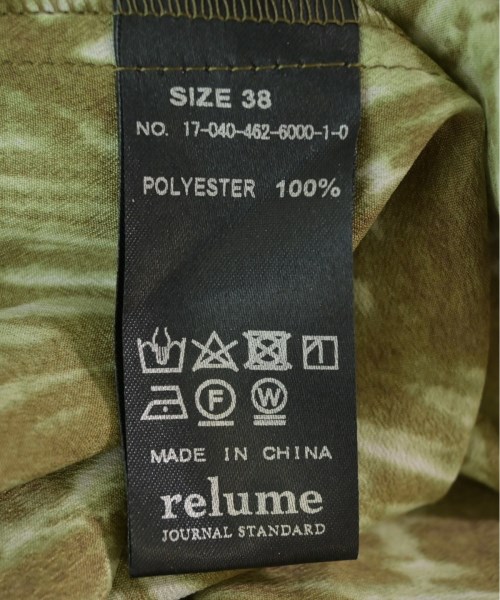 SIZE 38
NO. 17-040-462-6000-1-0
POLYESTER 100%
F W
MADE IN CHINA
relume
JOURNAL STANDARD